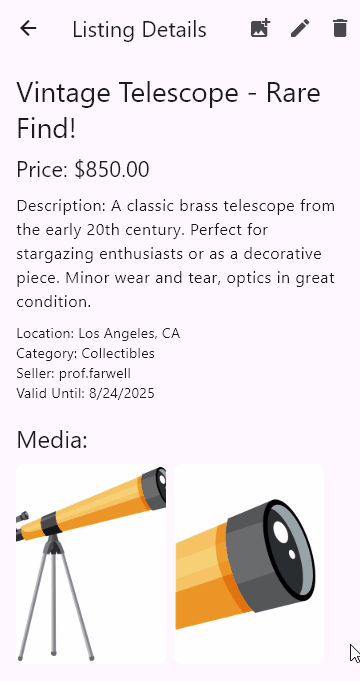 Listing Details
Vintage Telescope - Rare
Find!
Price: $850.00
Description: A classic brass telescope from
the early 20th century. Perfect for
stargazing enthusiasts or as a decorative
piece. Minor wear and tear, optics in great
condition.
Location: Los Angeles, CA
Category: Collectibles
Seller: prof.farwell
Valid Until: 8/24/2025
Media: